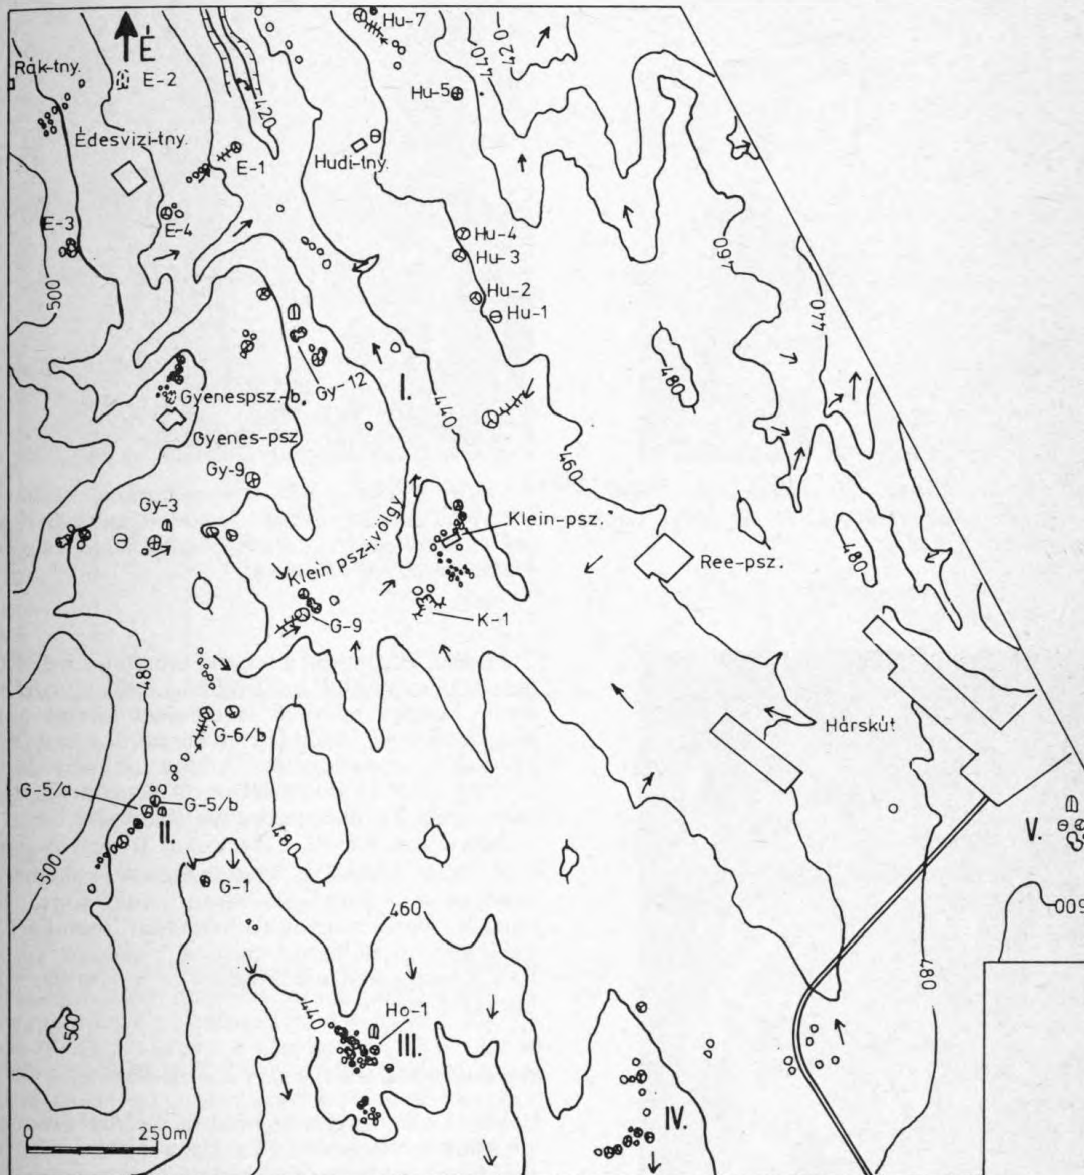 É
Hu-7
420
440
Rák-tny.
E-2
Hu-5
420
Édesvizi-tny.
E-1
Hudi-tny.
E-3
E-4
Hu-4
Hu-3
460
500
Hu-2
Hu-1
440
480
Gy-12
I.
Gyenespsz.-b.
440
Gyenes-psz
Gy-9
460
Gy-3
Klein-psz.
Klein psz-i.völgy
480
Ree-psz.
K-1
G-9
480
G-6/b
Hárskút
G-5/a
G-5/b
II.
480
V.
500
G-1
460
500
480
500
440
Ho-1
III.
IV.
0 250m